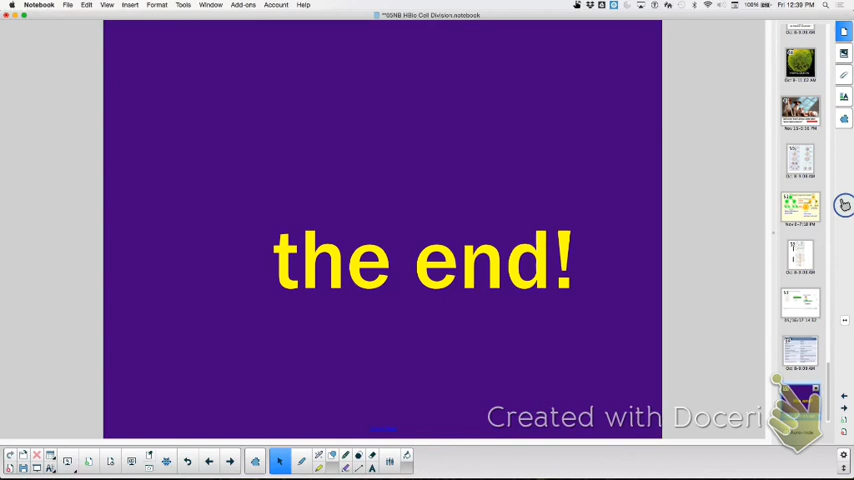 Notebook File Edit View Insert Format Tools Window Add-ons Account Help
100% Fri 12:39 PM
**05NB HBio Cell Division.notebook
the end!
Created with Doceri